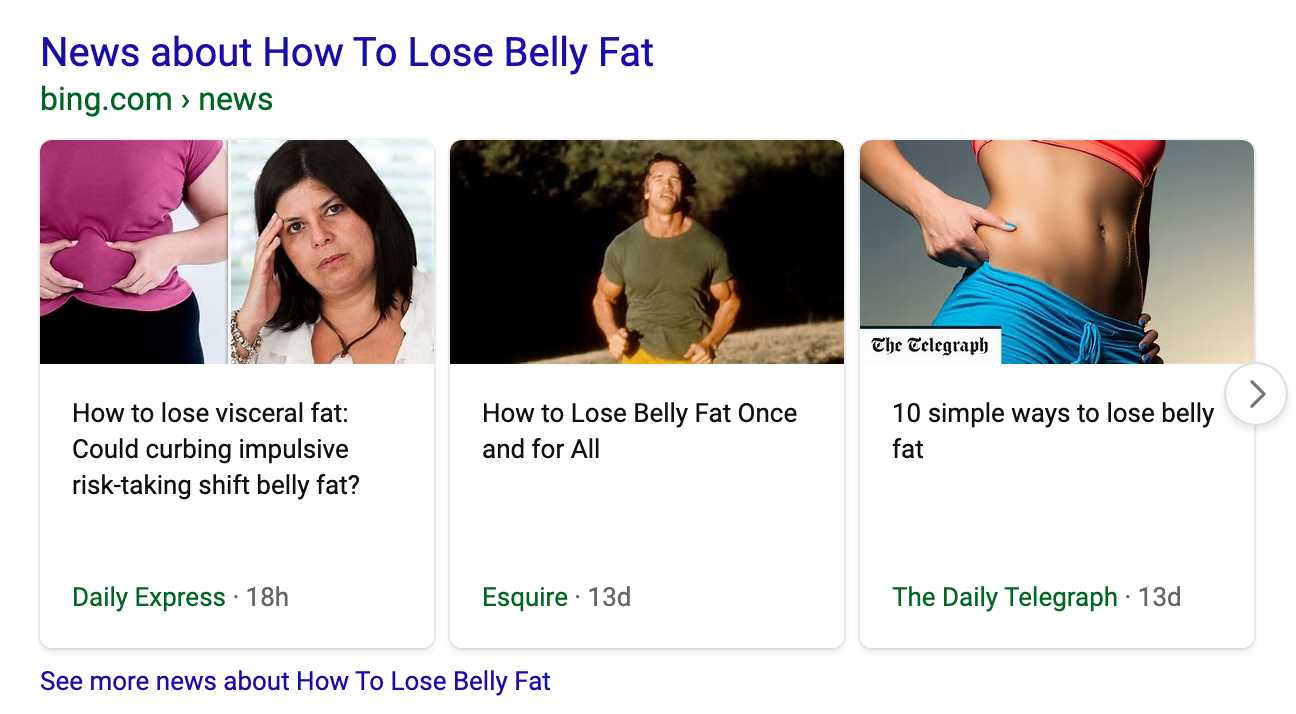 News about How To Lose Belly Fat
bing.com › news
The Telegraph
How to lose visceral fat:
Could curbing impulsive
risk-taking shift belly fat?
Daily Express · 18h
How to Lose Belly Fat Once
and for All
Esquire · 13d
10 simple ways to lose belly
fat
The Daily Telegraph · 13d
See more news about How To Lose Belly Fat